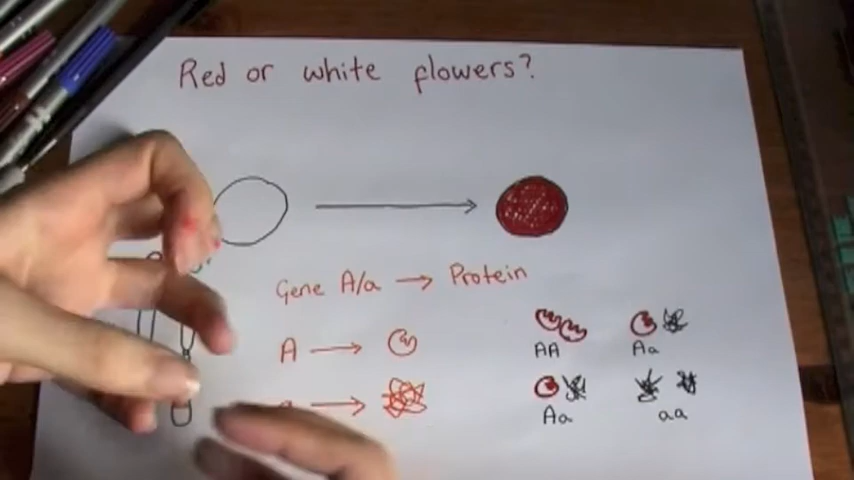 Red or white flowers?
Gene A/a → Protein
A →
AA Aa
a →
Aa aa